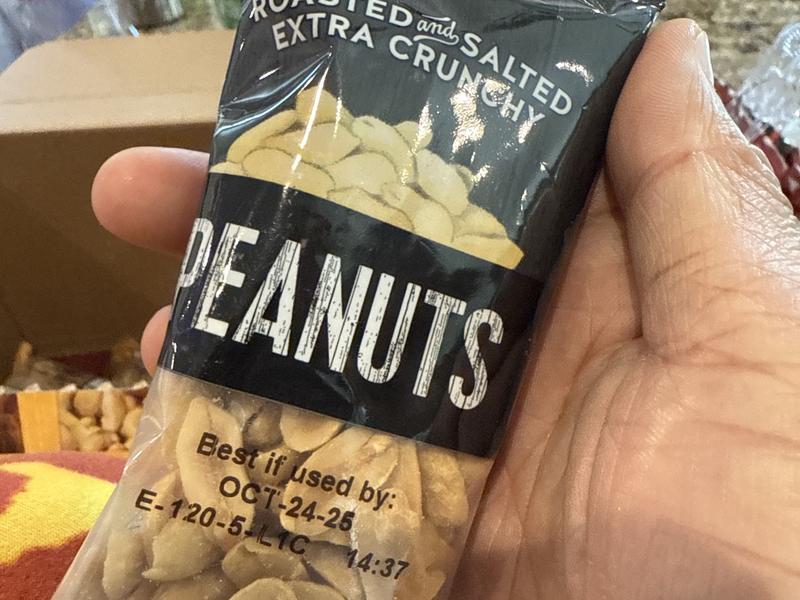 ROASTED and SALTED
EXTRA CRUNCHY
PEANUTS
Best if used by:
OCT-24-25
E-120-5-L1C 14:37